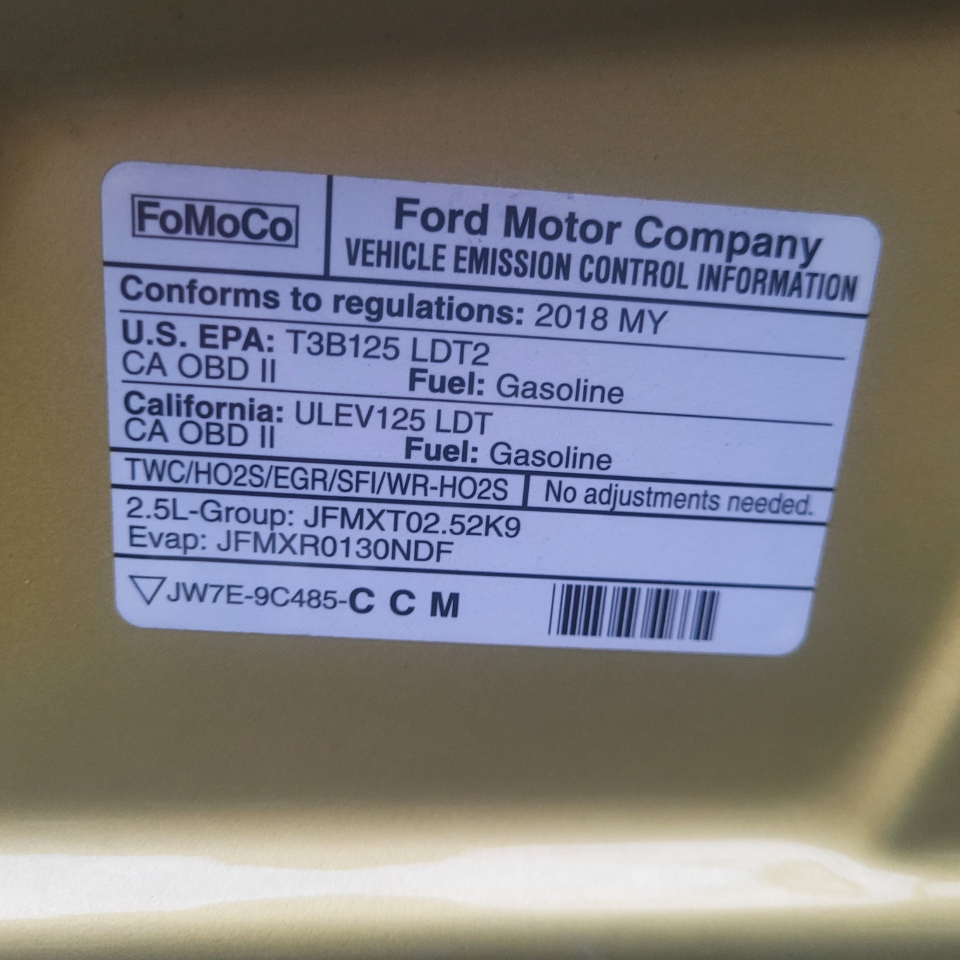 FoMoCo
Ford Motor Company
VEHICLE EMISSION CONTROL INFORMATION
Conforms to regulations: 2018 MY
U.S. EPA: T3B125 LDT2
CA OBD II Fuel: Gasoline
California: ULEV125 LDT
CA OBD II Fuel: Gasoline
TWC/HO2S/EGR/SFI/WR-HO2S No adjustments needed.
2.5L-Group: JFMXT02.52K9
Evap: JFMXR0130NDF
JW7E-9C485-C C M